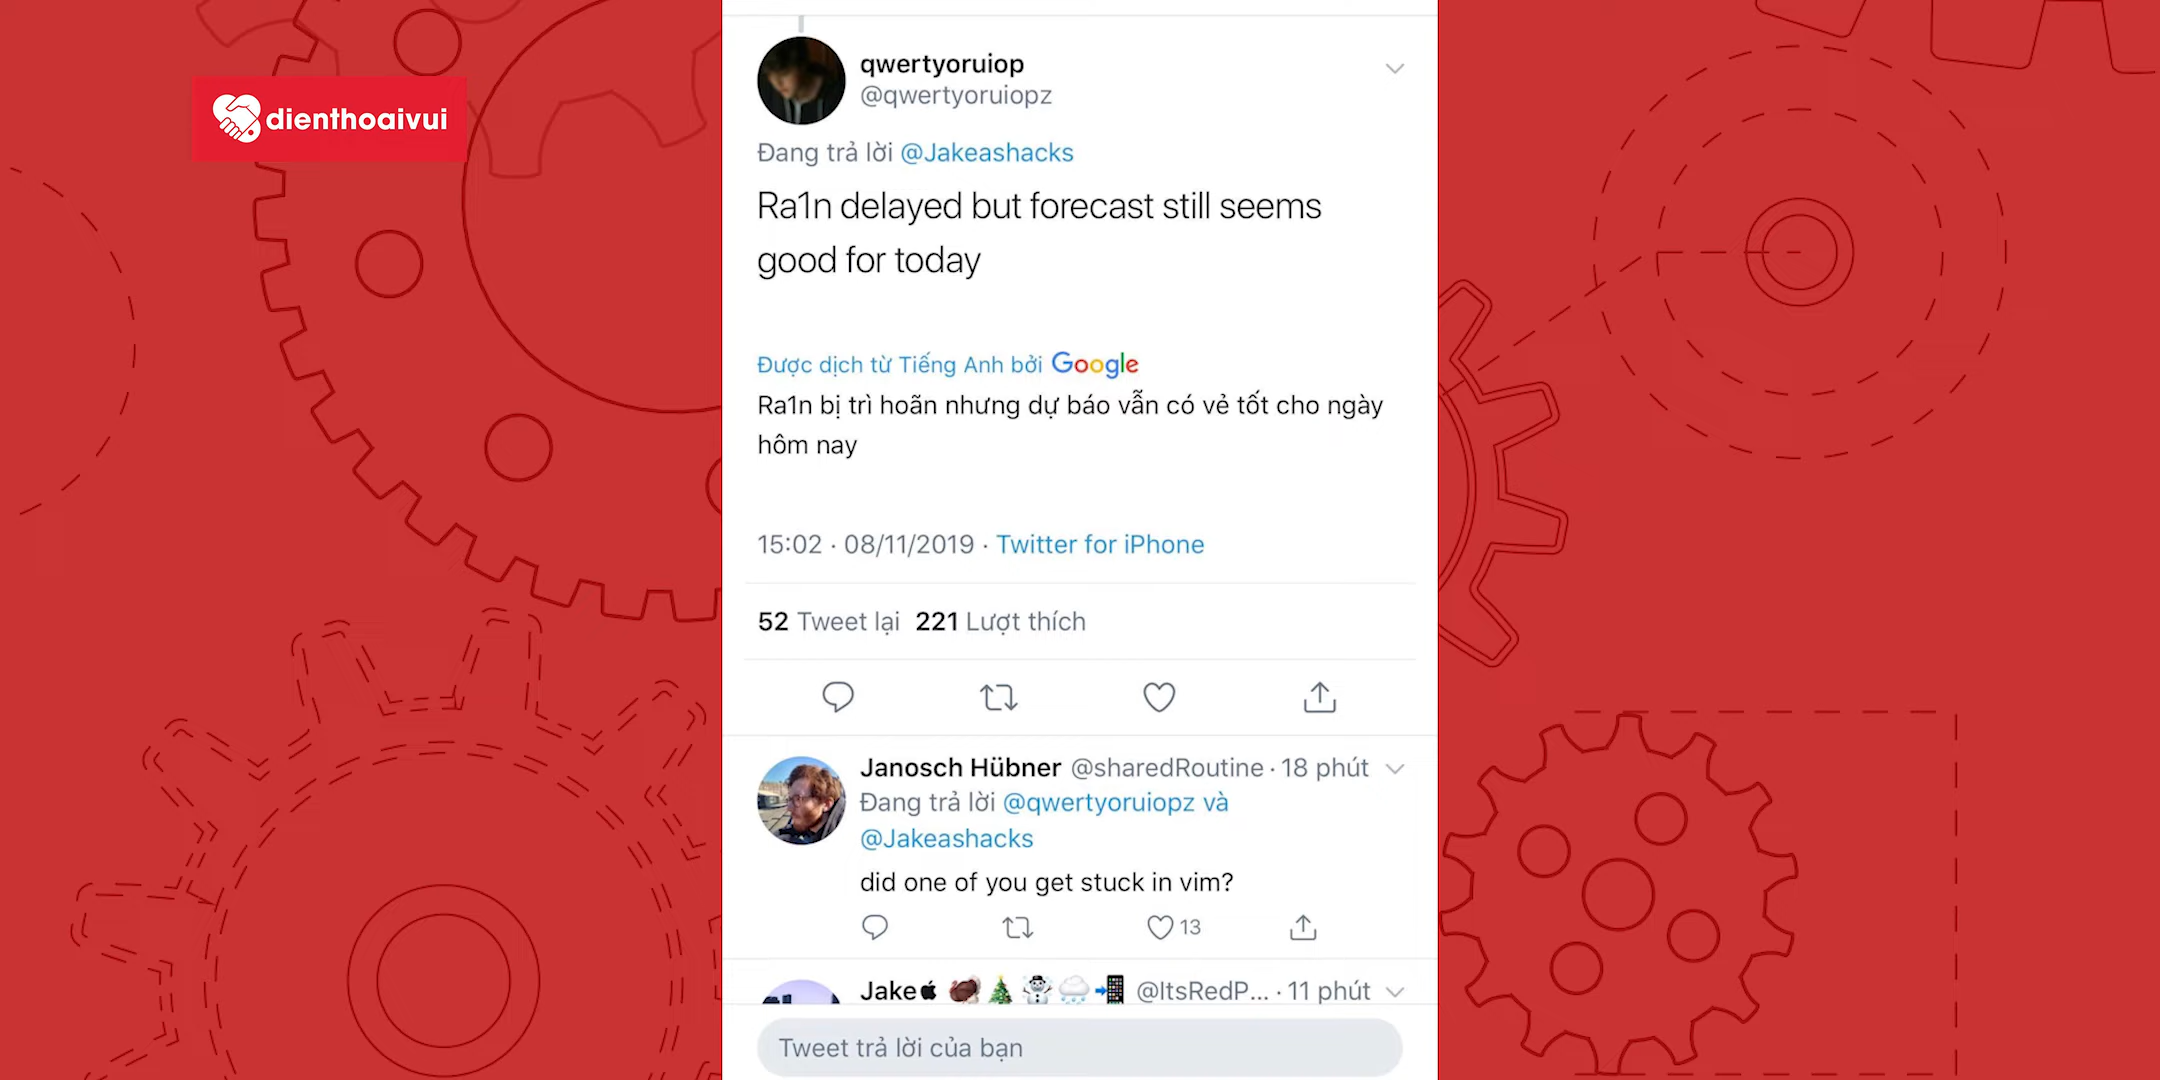 dienthoaivui
qwertyoruiop
@qwertyoruiopz
Đang trả lời @Jakeashacks
Ra1n delayed but forecast still seems
good for today
Được dịch từ Tiếng Anh bởi Google
Ra1n bị trì hoãn nhưng dự báo vẫn có vẻ tốt cho ngày
hôm nay
15:02 · 08/11/2019 · Twitter for iPhone
52 Tweet lại 221 Lượt thích
Janosch Hübner @sharedRoutine · 18 phút
Đang trả lời @qwertyoruiopz và
@Jakeashacks
did one of you get stuck in vim?
13
Jake 🦃🎄☃️🌧️📲 @ItsRedP... · 11 phút
Tweet trả lời của bạn